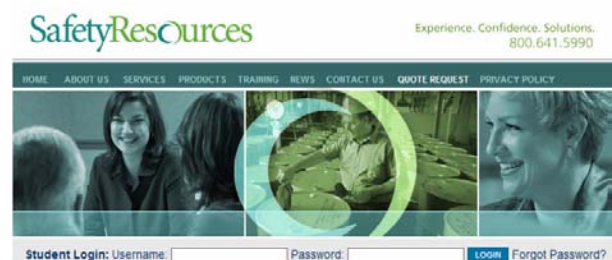 SafetyResources
Experience. Confidence. Solutions.
800.641.5990
HOME ABOUT US SERVICES PRODUCTS TRAINING NEWS CONTACT US QUOTE REQUEST PRIVACY POLICY
Student Login: Username: Password: LOGIN Forgot Password?